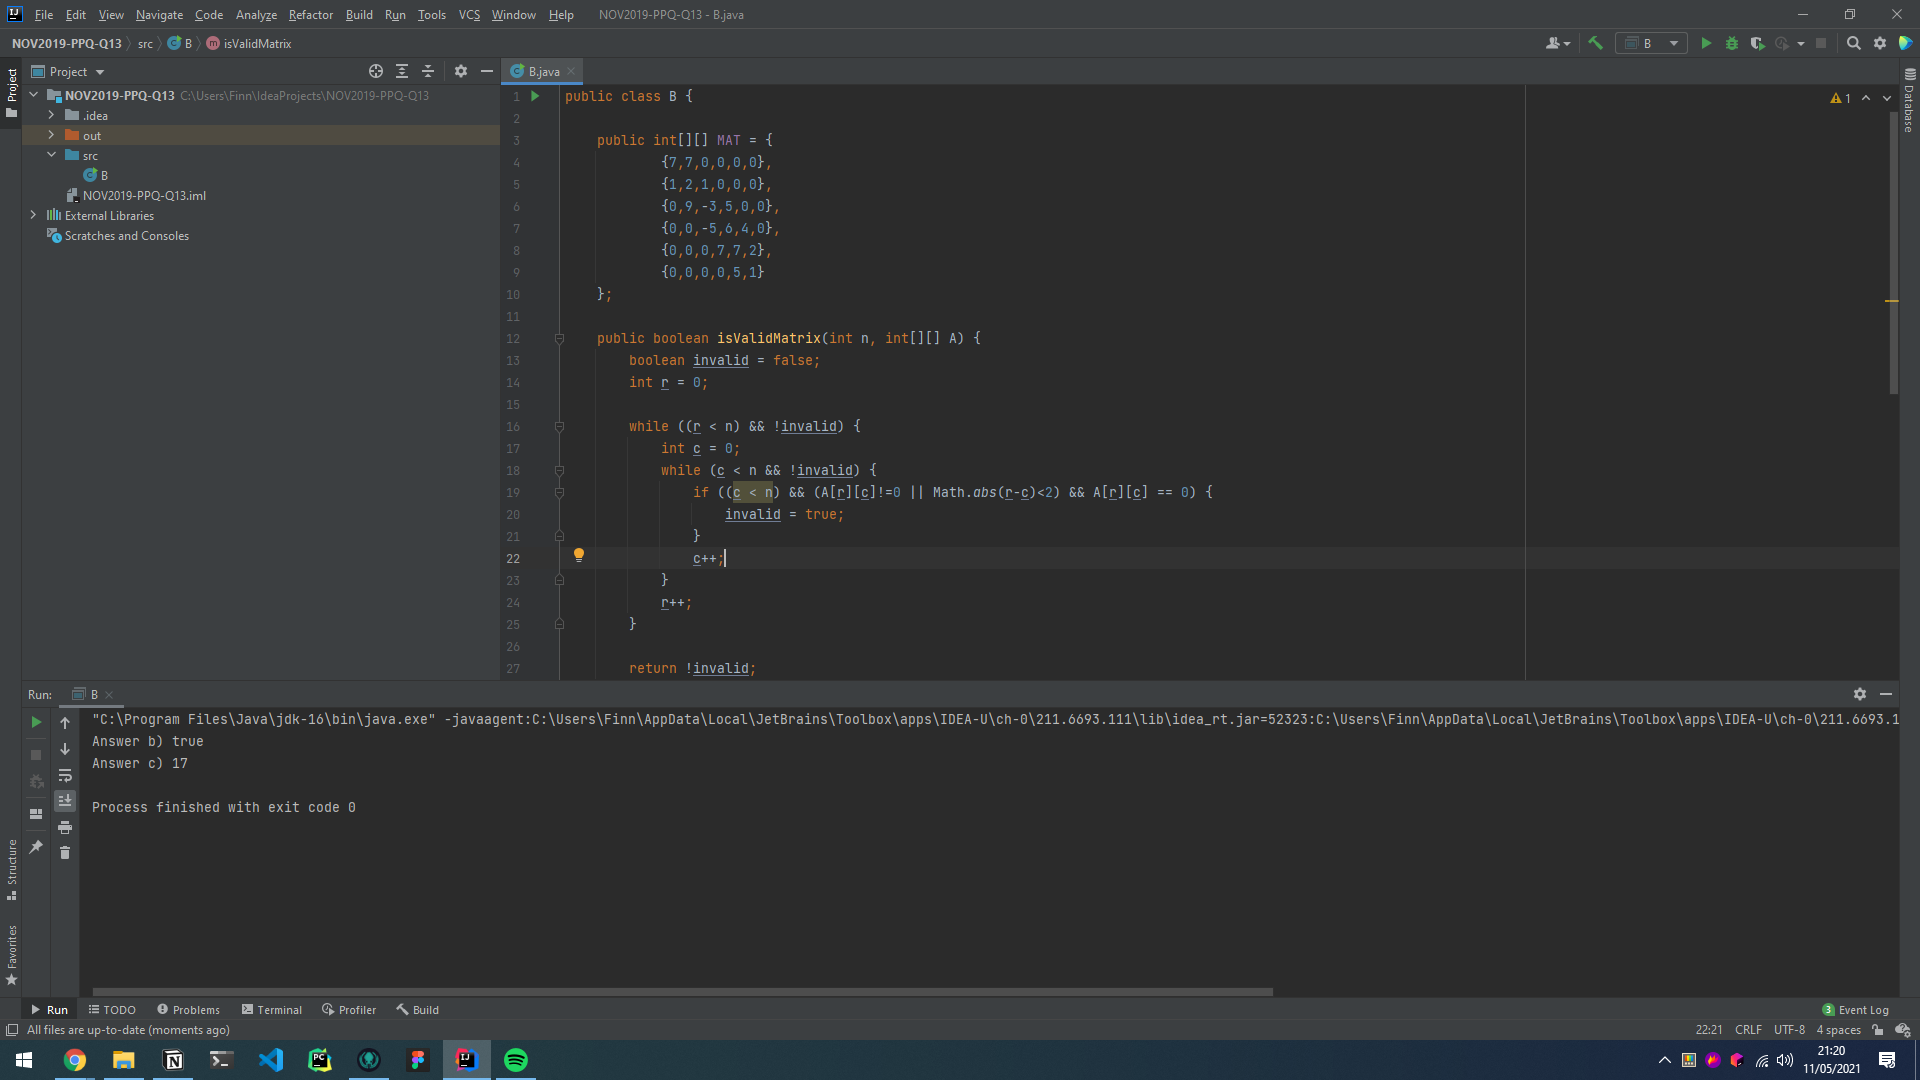 File Edit View Navigate Code Analyze Refactor Build Run Tools VCS Window Help NOV2019-PPQ-Q13 - B.java
NOV2019-PPQ-Q13 src B isValidMatrix B
Project
Project
B.java
NOV2019-PPQ-Q13 C:\Users\Finn\IdeaProjects\NOV2019-PPQ-Q13
.idea
out
src
B
NOV2019-PPQ-Q13.iml
External Libraries
Scratches and Consoles
1 public class B {
2
3 public int[][] MAT = {
4 {7,7,0,0,0,0},
5 {1,2,1,0,0,0},
6 {0,9,-3,5,0,0},
7 {0,0,-5,6,4,0},
8 {0,0,0,7,7,2},
9 {0,0,0,0,5,1}
10 };
11
12 public boolean isValidMatrix(int n, int[][] A) {
13 boolean invalid = false;
14 int r = 0;
15
16 while ((r < n) && !invalid) {
17 int c = 0;
18 while (c < n && !invalid) {
19 if ((c < n) && (A[r][c]!=0 || Math.abs(r-c)<2) && A[r][c] == 0) {
20 invalid = true;
21 }
22 c++;
23 }
24 r++;
25 }
26
27 return !invalid;
1
Database
Run: B
"C:\Program Files\Java\jdk-16\bin\java.exe" -javaagent:C:\Users\Finn\AppData\Local\JetBrains\Toolbox\apps\IDEA-U\ch-0\211.6693.111\lib\idea_rt.jar=52323:C:\Users\Finn\AppData\Local\JetBrains\Toolbox\apps\IDEA-U\ch-0\211.6693.1
Answer b) true
Answer c) 17
Process finished with exit code 0
Structure
Favorites
Run TODO Problems Terminal Profiler Build 3 Event Log
All files are up-to-date (moments ago) 22:21 CRLF UTF-8 4 spaces
21:20
11/05/2021